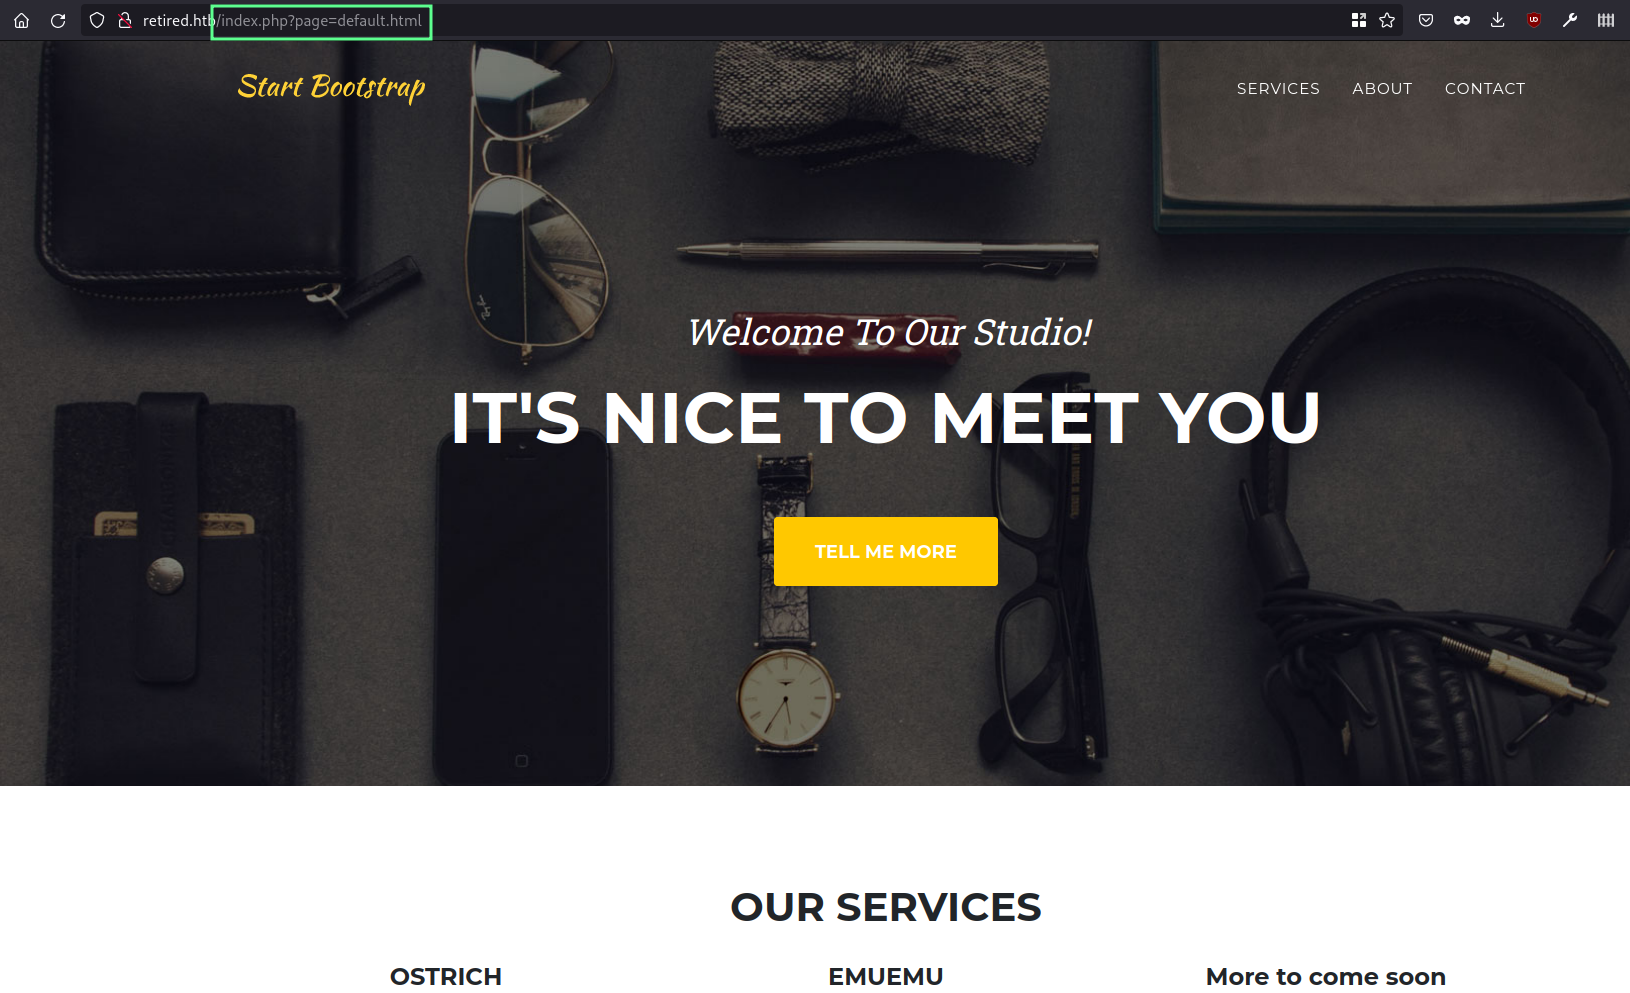 retired.htb/index.php?page=default.html
Start Bootstrap
SERVICES ABOUT CONTACT
Welcome To Our Studio!
IT'S NICE TO MEET YOU
TELL ME MORE
OUR SERVICES
OSTRICH EMUEMU More to come soon